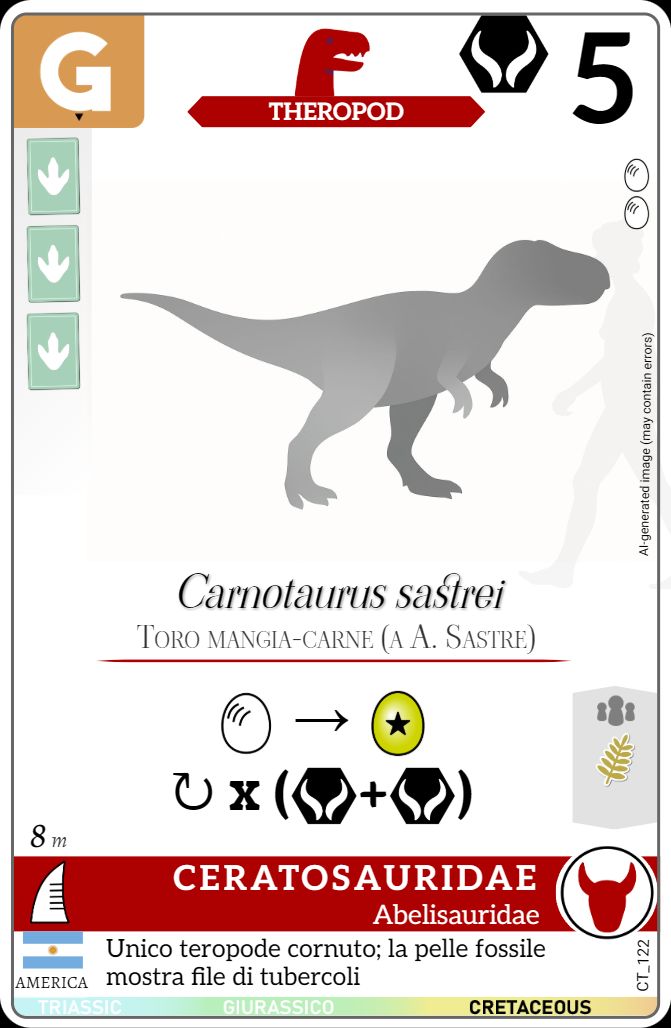 G
THEROPOD
5
AI-generated image (may contain errors)
Carnotaurus sastrei
Toro mangia-carne (a A. Sastre)
x ( + )
8 m
CERATOSAURIDAE
Abelisauridae
AMERICA
Unico teropode cornuto; la pelle fossile
mostra file di tubercoli
CT_122
TRIASSIC GIURASSICO CRETACEOUS